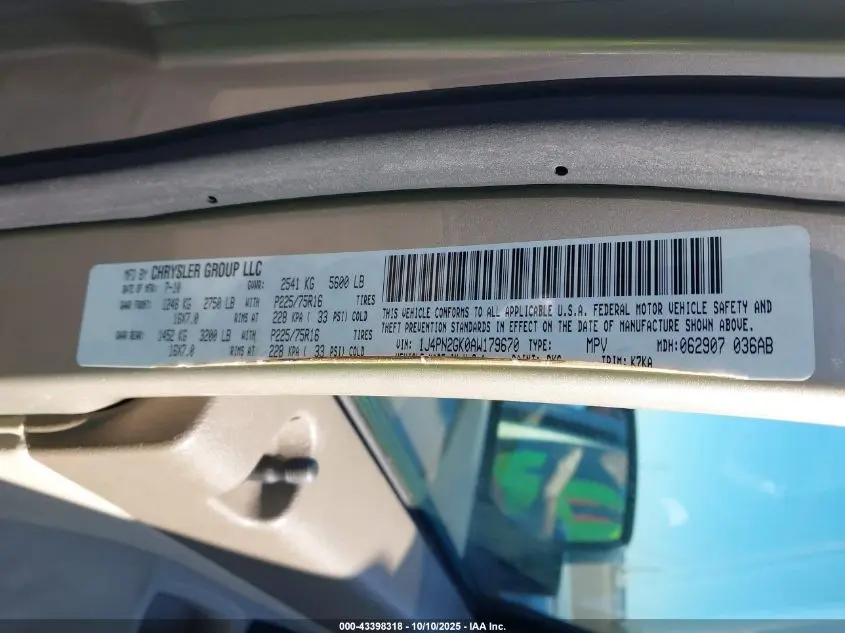 MFD BY CHRYSLER GROUP LLC
DATE OF MFR: 7-10 GVWR: 2541 KG 5600 LB
GAWR FRONT: 1248 KG 2750 LB WITH P225/75R16 TIRES
16X7.0 RIMS AT 228 KPA ( 33 PSI) COLD
GAWR REAR: 1452 KG 3200 LB WITH P225/75R16 TIRES
16X7.0 RIMS AT 228 KPA ( 33 PSI) COLD
THIS VEHICLE CONFORMS TO ALL APPLICABLE U.S.A. FEDERAL MOTOR VEHICLE SAFETY AND
THEFT PREVENTION STANDARDS IN EFFECT ON THE DATE OF MANUFACTURE SHOWN ABOVE.
VIN: 1J4PN2GK0AW179670 TYPE: MPV MDH: 062907 036AB
TRIM: K7KA
000-43398318 - 10/10/2025 - IAA Inc.